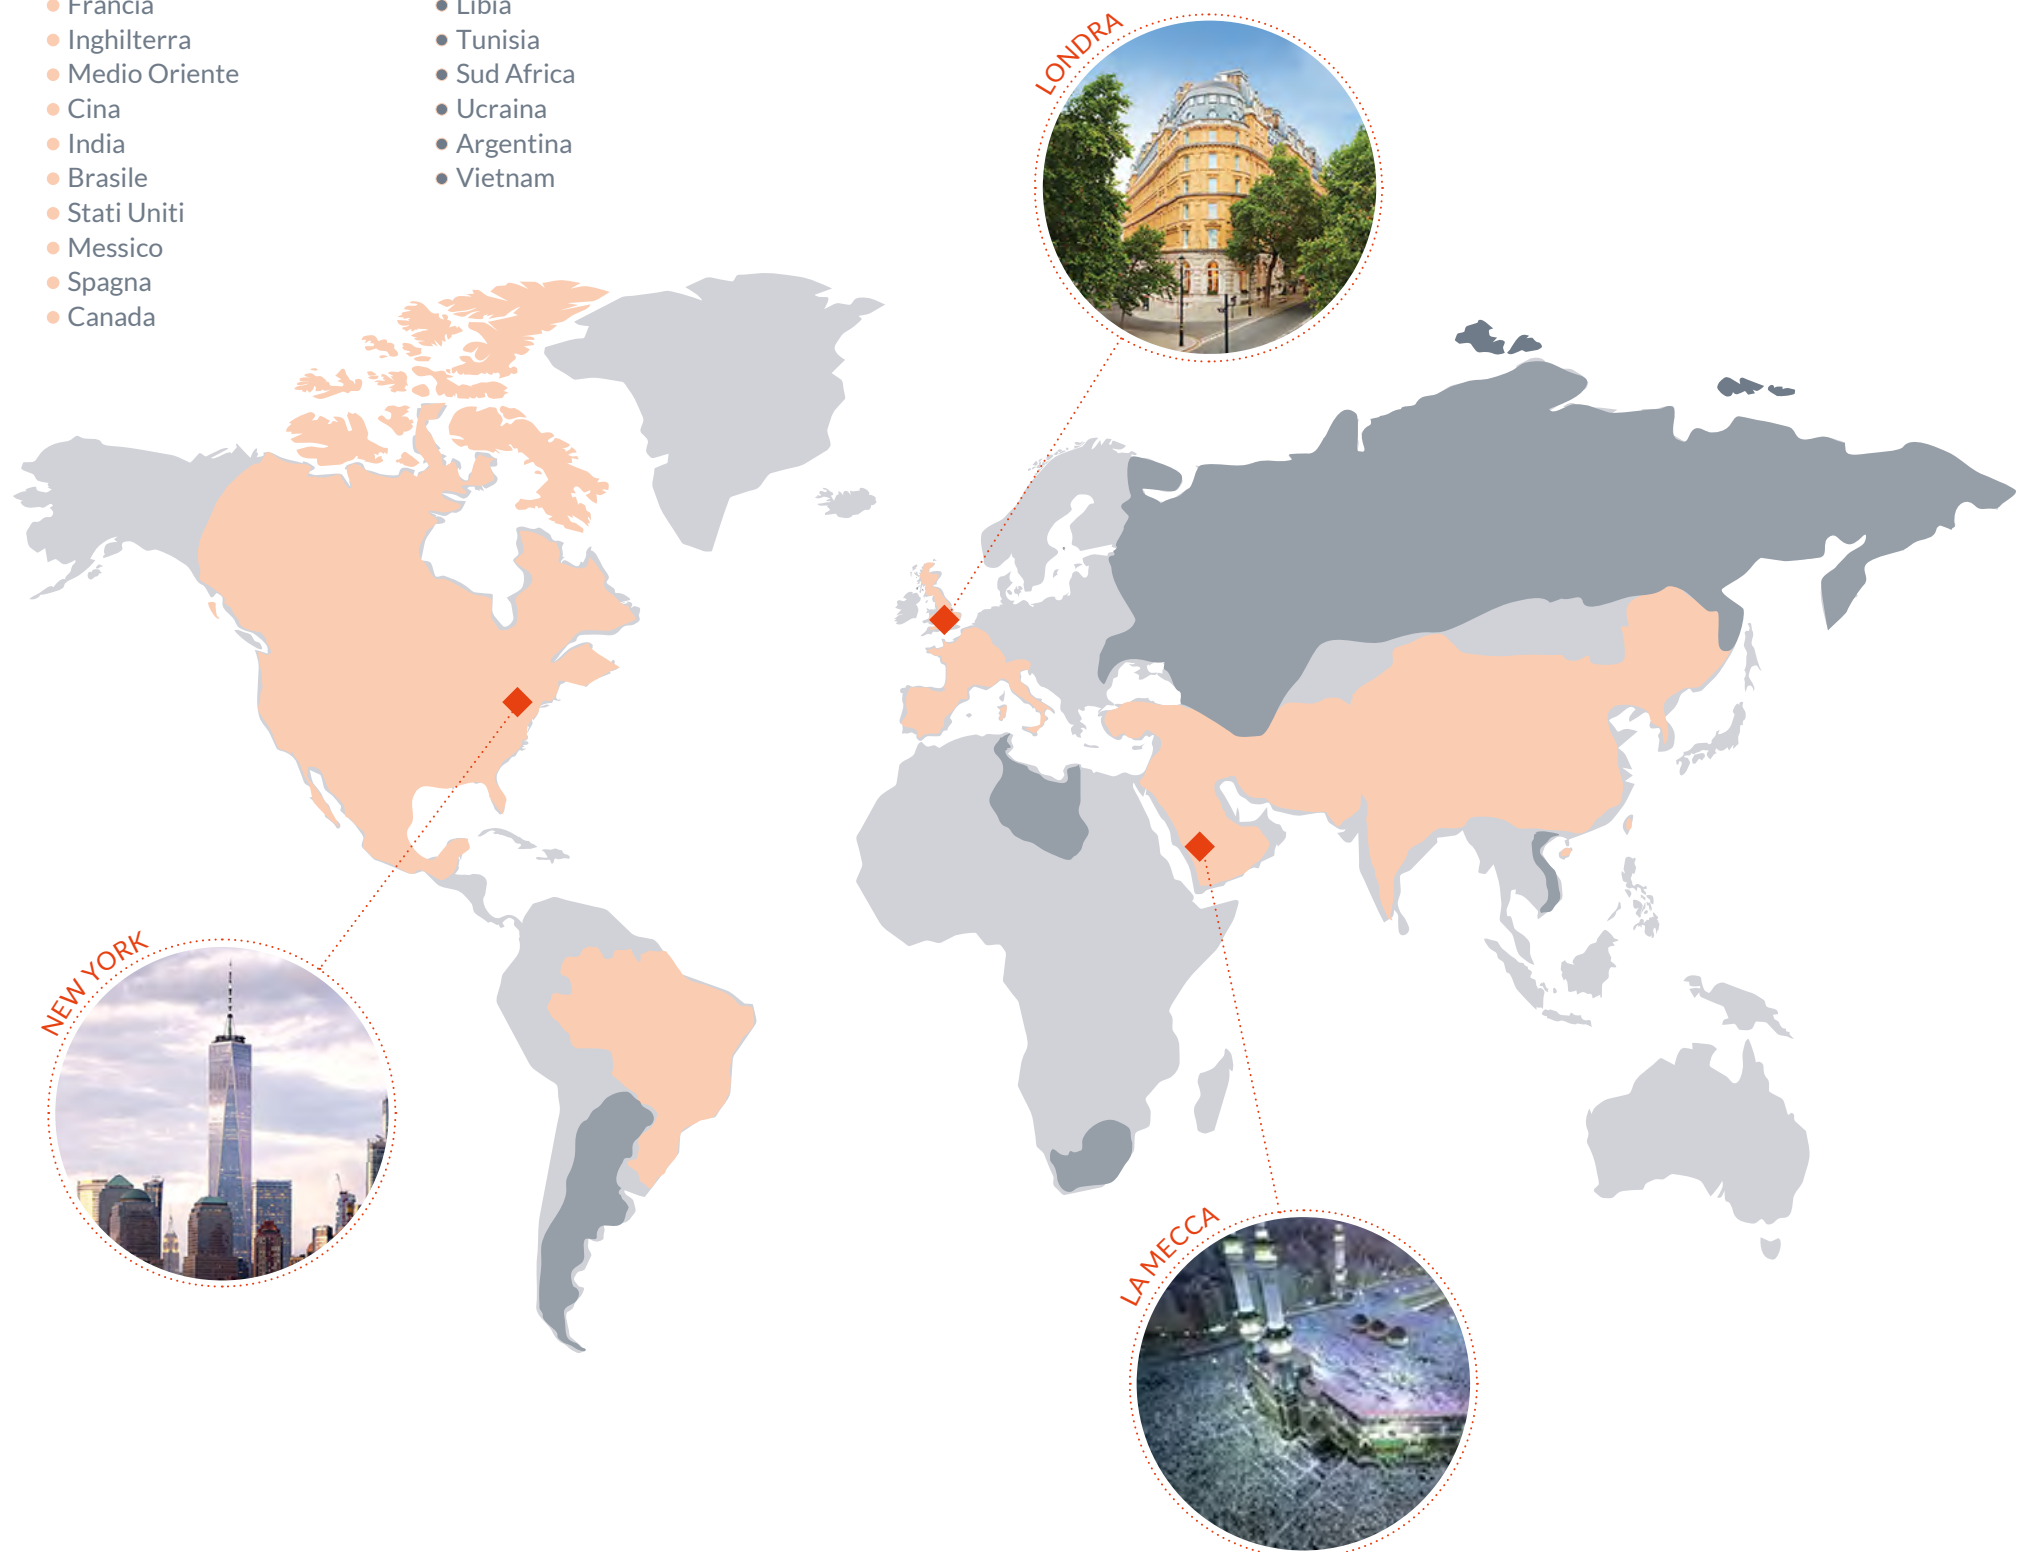 Francia
Inghilterra
Medio Oriente
Cina
India
Brasile
Stati Uniti
Messico
Spagna
Canada
Libia
Tunisia
Sud Africa
Ucraina
Argentina
Vietnam
LONDRA
NEW YORK
LA MECCA